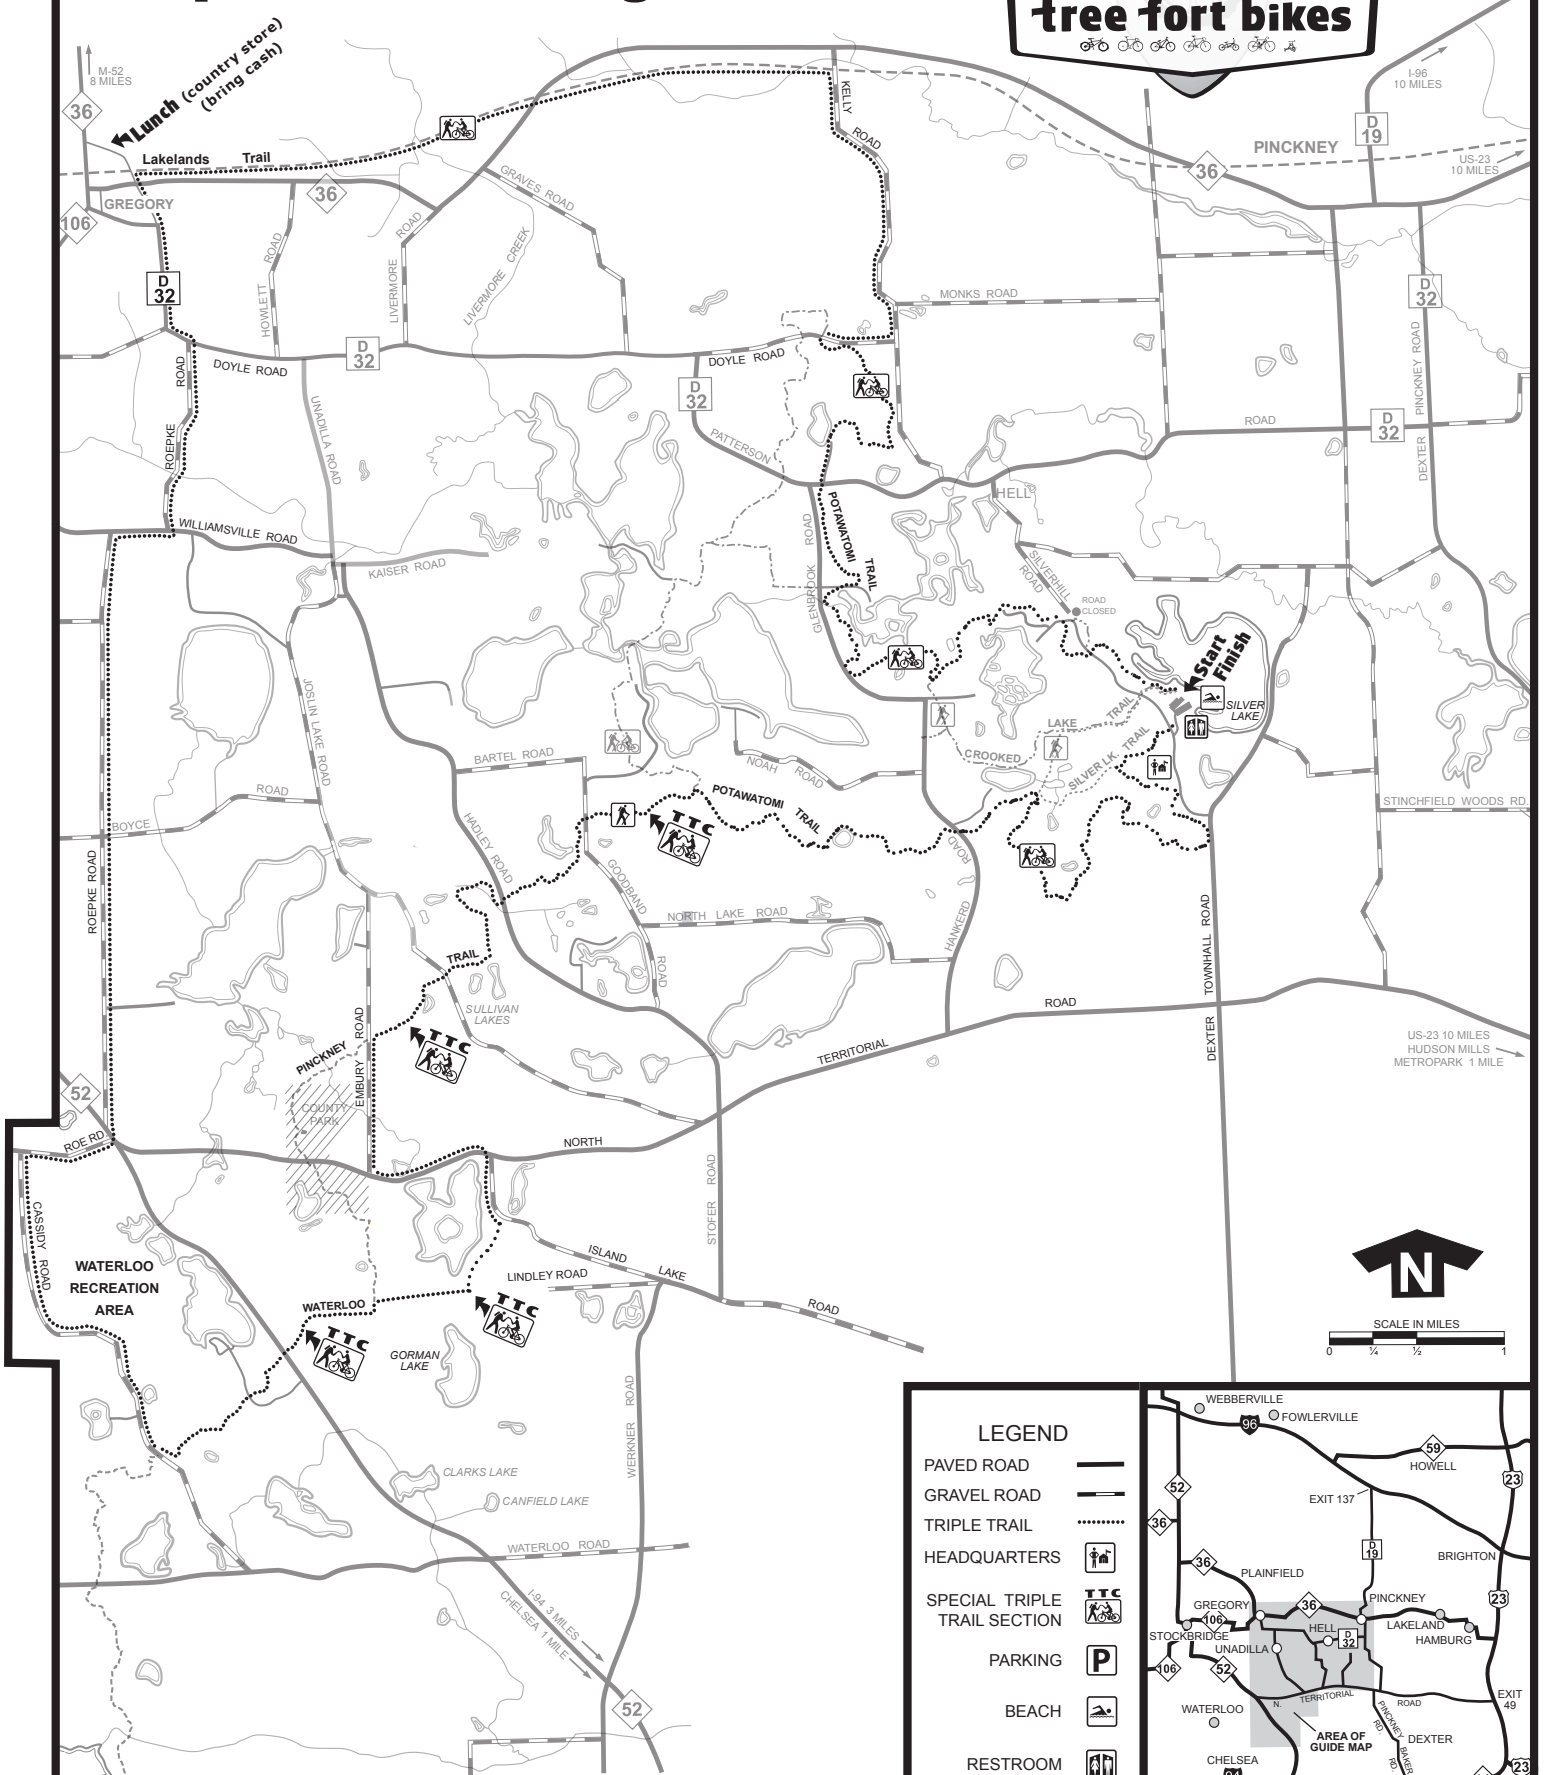 tree fort bikes
Lunch (country store)
(bring cash)
M-52
8 MILES
36
I-96
10 MILES
D
19
PINCKNEY
US-23
10 MILES
36
KELLY
ROAD
Lakelands Trail
36
GREGORY
106
GRAVES ROAD
ROAD
LIVERMORE
LIVERMORE CREEK
HOWLETT
ROAD
D
32
MONKS ROAD
D
32
PINCKNEY ROAD
DEXTER
D
32
DOYLE ROAD
DOYLE ROAD
D
32
ROAD
ROEPKE
UNADILLA ROAD
PATTERSON
ROAD
D
32
HELL
WILLIAMSVILLE ROAD
KAISER ROAD
POTAWATOMI
TRAIL
GLENBROOK ROAD
SILVERHILL
ROAD
ROAD
CLOSED
Start
Finish
SILVER
LAKE
LAKE TRAIL
CROOKED
SILVER LK. TRAIL
JOSLIN LAKE ROAD
BARTEL ROAD
NOAH ROAD
ROAD
BOYCE
STINCHFIELD WOODS RD.
POTAWATOMI
TRAIL
TTC
HADLEY ROAD
GOODBAND
ROAD
NORTH LAKE ROAD
ROAD
HANKERD
ROEPKE ROAD
TOWNHALL ROAD
DEXTER
TRAIL
SULLIVAN
LAKES
TTC
EMBURY ROAD
PINCKNEY
COUNTY
PARK
TERRITORIAL
ROAD
US-23 10 MILES
HUDSON MILLS
METROPARK 1 MILE
52
ROE RD.
NORTH
CASSIDY ROAD
STOFER ROAD
WATERLOO
RECREATION
AREA
ISLAND
LAKE
ROAD
LINDLEY ROAD
WATERLOO
TTC
TTC
GORMAN
LAKE
WERKNER ROAD
CLARKS LAKE
CANFIELD LAKE
WATERLOO ROAD
I-94 3 MILES
CHELSEA 1 MILE
52
N
SCALE IN MILES
0 ¼ ½ 1
LEGEND
PAVED ROAD
GRAVEL ROAD
TRIPLE TRAIL
HEADQUARTERS
SPECIAL TRIPLE
TRAIL SECTION
TTC
PARKING
P
BEACH
RESTROOM
WEBBERVILLE
FOWLERVILLE
96
59
HOWELL
52
23
EXIT 137
36
D
19
BRIGHTON
36
PLAINFIELD
23
GREGORY
36
PINCKNEY
106
LAKELAND
STOCKBRIDGE
HELL
D
32
HAMBURG
UNADILLA
106
52
N. TERRITORIAL ROAD
EXIT
49
WATERLOO
PINCKNEY RD.
AREA OF
GUIDE MAP
DEXTER
BAKER RD.
CHELSEA
23